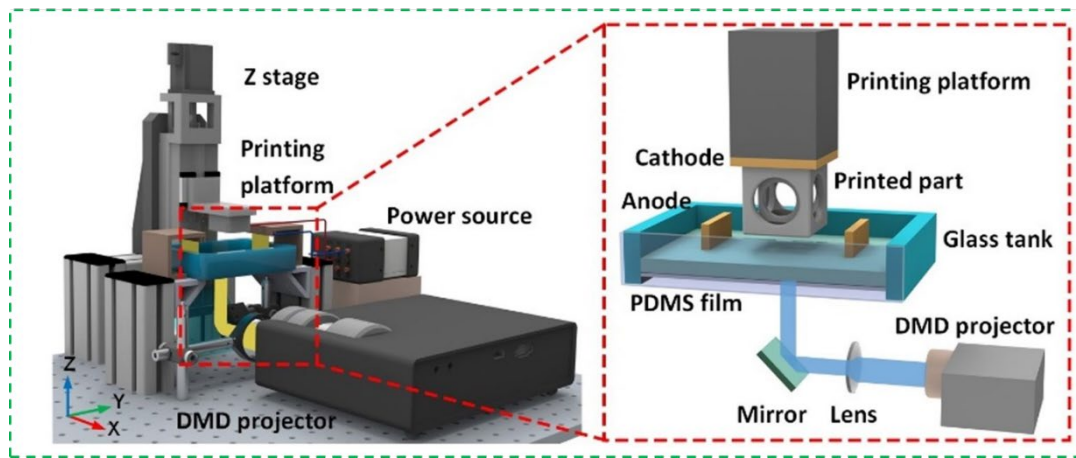 Z stage
Printing
platform
Power source
Z
Y
X
DMD projector
Printing platform
Cathode
Printed part
Anode
Glass tank
PDMS film
DMD projector
Mirror
Lens